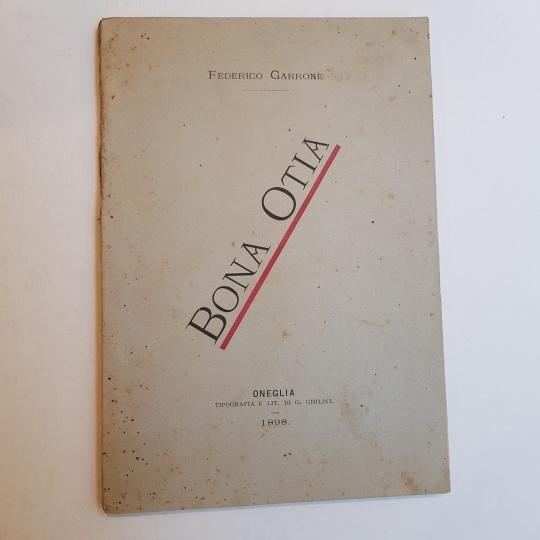 FEDERICO GARRONE
BONA OTIA
ONEGLIA
TIPOGRAFIA E LIT. DI G. GHILINI.
1898.